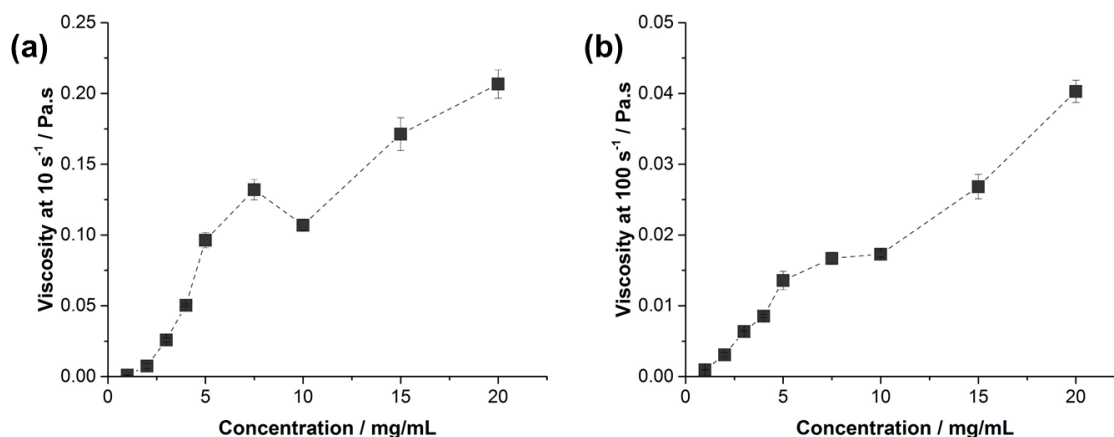 (a)
Viscosity at 10 s⁻¹ / Pa.s
0.25
0.20
0.15
0.10
0.05
0.00
0 5 10 15 20
Concentration / mg/mL
(b)
Viscosity at 100 s⁻¹ / Pa.s
0.05
0.04
0.03
0.02
0.01
0.00
0 5 10 15 20
Concentration / mg/mL